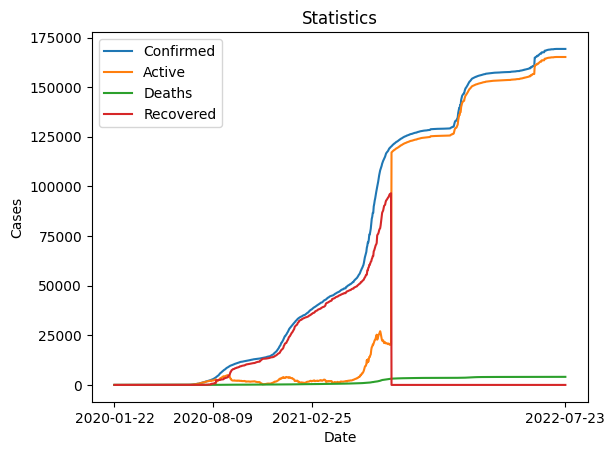 Statistics
Confirmed
Active
Deaths
Recovered
175000
150000
125000
100000
75000
50000
25000
0
Cases
2020-01-22 2020-08-09 2021-02-25 2022-07-23
Date